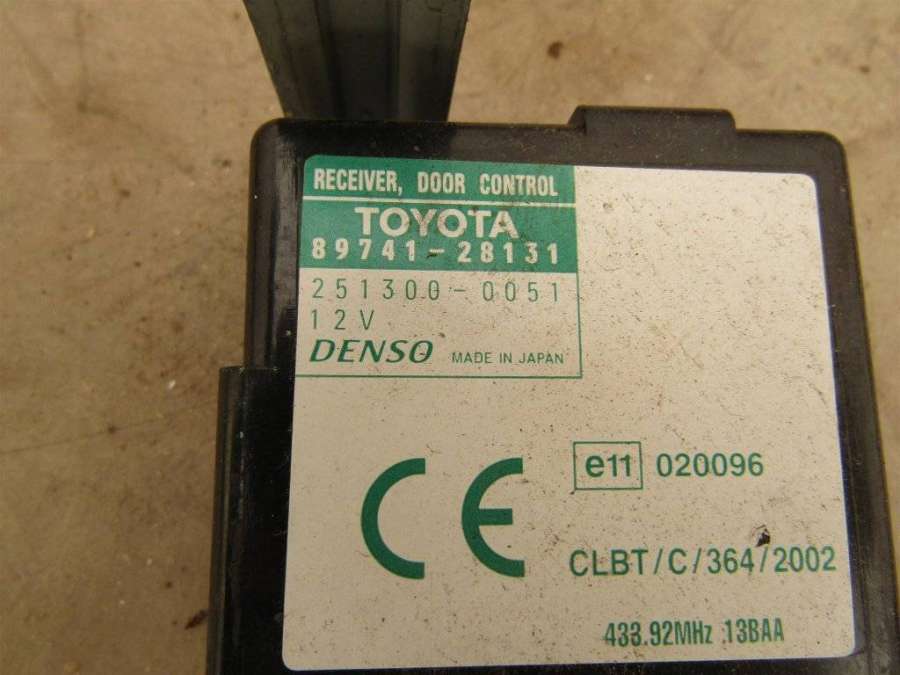 RECEIVER, DOOR CONTROL
TOYOTA
89741-28131
251300-0051
12V
DENSO MADE IN JAPAN
e11 020096
CE
CLBT/C/364/2002
433.92MHz 13BAA